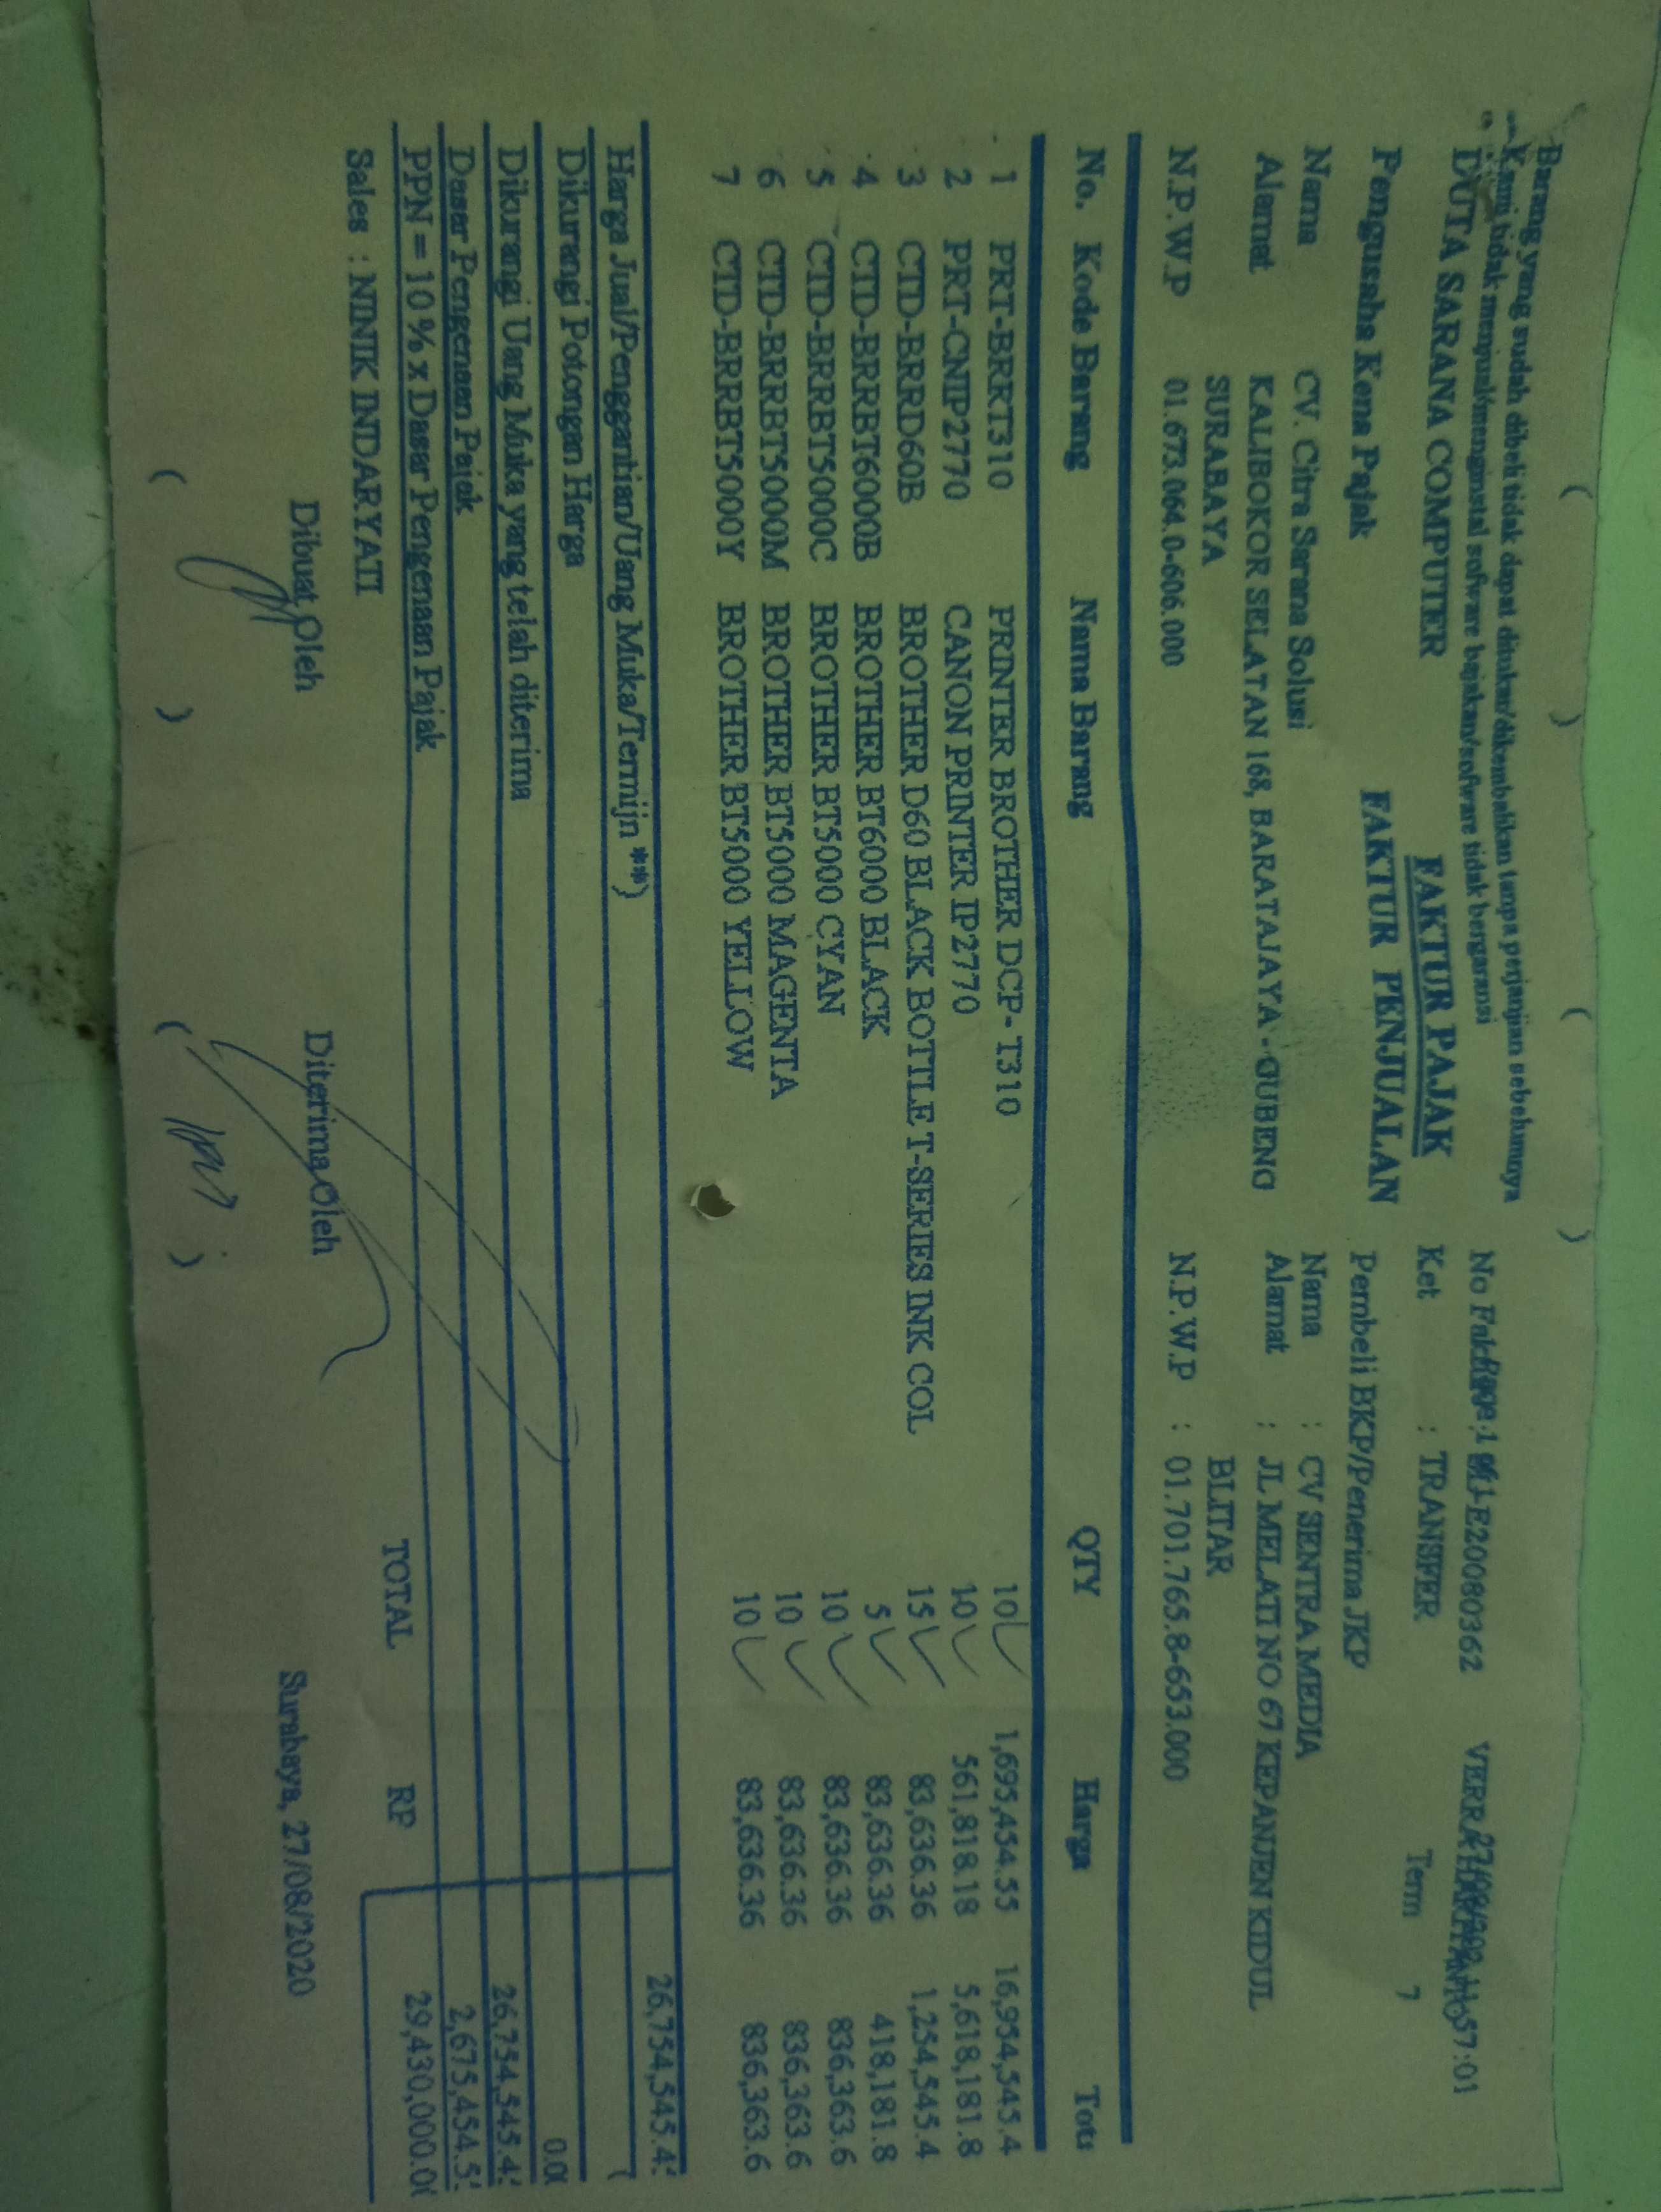 ( ) ( )
Barang yang sudah dibeli tidak dapat ditukar/dikembalikan tanpa perjanjian sebelumnya
Kami tidak menjual/menginstal software bajakan/software tidak bergaransi
DUTA SARANA COMPUTER
FAKTUR PAJAK
FAKTUR PENJUALAN
No 1 E20080362 57:01
Ket : TRANSFER Term 7
Pengusaha Kena Pajak Pembeli BKP/Penerima JKP
Nama CV. Citra Sarana Solusi Nama : CV SENTRA MEDIA
Alamat KALIBOKOR SELATAN 168, BARATAJAYA - GUBENG Alamat : JL MELATI NO 67 KEPANJEN KIDUL
SURABAYA BLITAR
N.P.W.P 01.673.064.0-606.000 N.P.W.P : 01.701.765.8-653.000
No. Kode Barang Nama Barang QTY Harga Tota
1 PRT-BRRT310 PRINTER BROTHER DCP- T310 10 1,695,454.55 16,954,545.4
2 PRT-CNIP2770 CANON PRINTER IP2770 10 561,818.18 5,618,181.8
3 CTD-BRRD60B BROTHER D60 BLACK BOTTLE T-SERIES INK COL 15 83,636.36 1,254,545.4
4 CTD-BRRBT6000B BROTHER BT6000 BLACK 5 83,636.36 418,181.8
5 CTD-BRRBT5000C BROTHER BT5000 CYAN 10 83,636.36 836,363.6
6 CTD-BRRBT5000M BROTHER BT5000 MAGENTA 10 83,636.36 836,363.6
7 CTD-BRRBT5000Y BROTHER BT5000 YELLOW 10 83,636.36 836,363.6
Harga Jual/Penggantian/Uang Muka/Termijn **) 26,754,545.4
Dikurangi Potongan Harga
Dikurangi Uang Muka yang telah diterima 0.0
Dasar Pengenaan Pajak 26,754,545.4
PPN = 10 % x Dasar Pengenaan Pajak 2,675,454.5
Sales : NINIK INDARYATI TOTAL RP 29,430,000.0
Dibuat Oleh Diterima Oleh Surabaya, 27/08/2020
( ) ( )